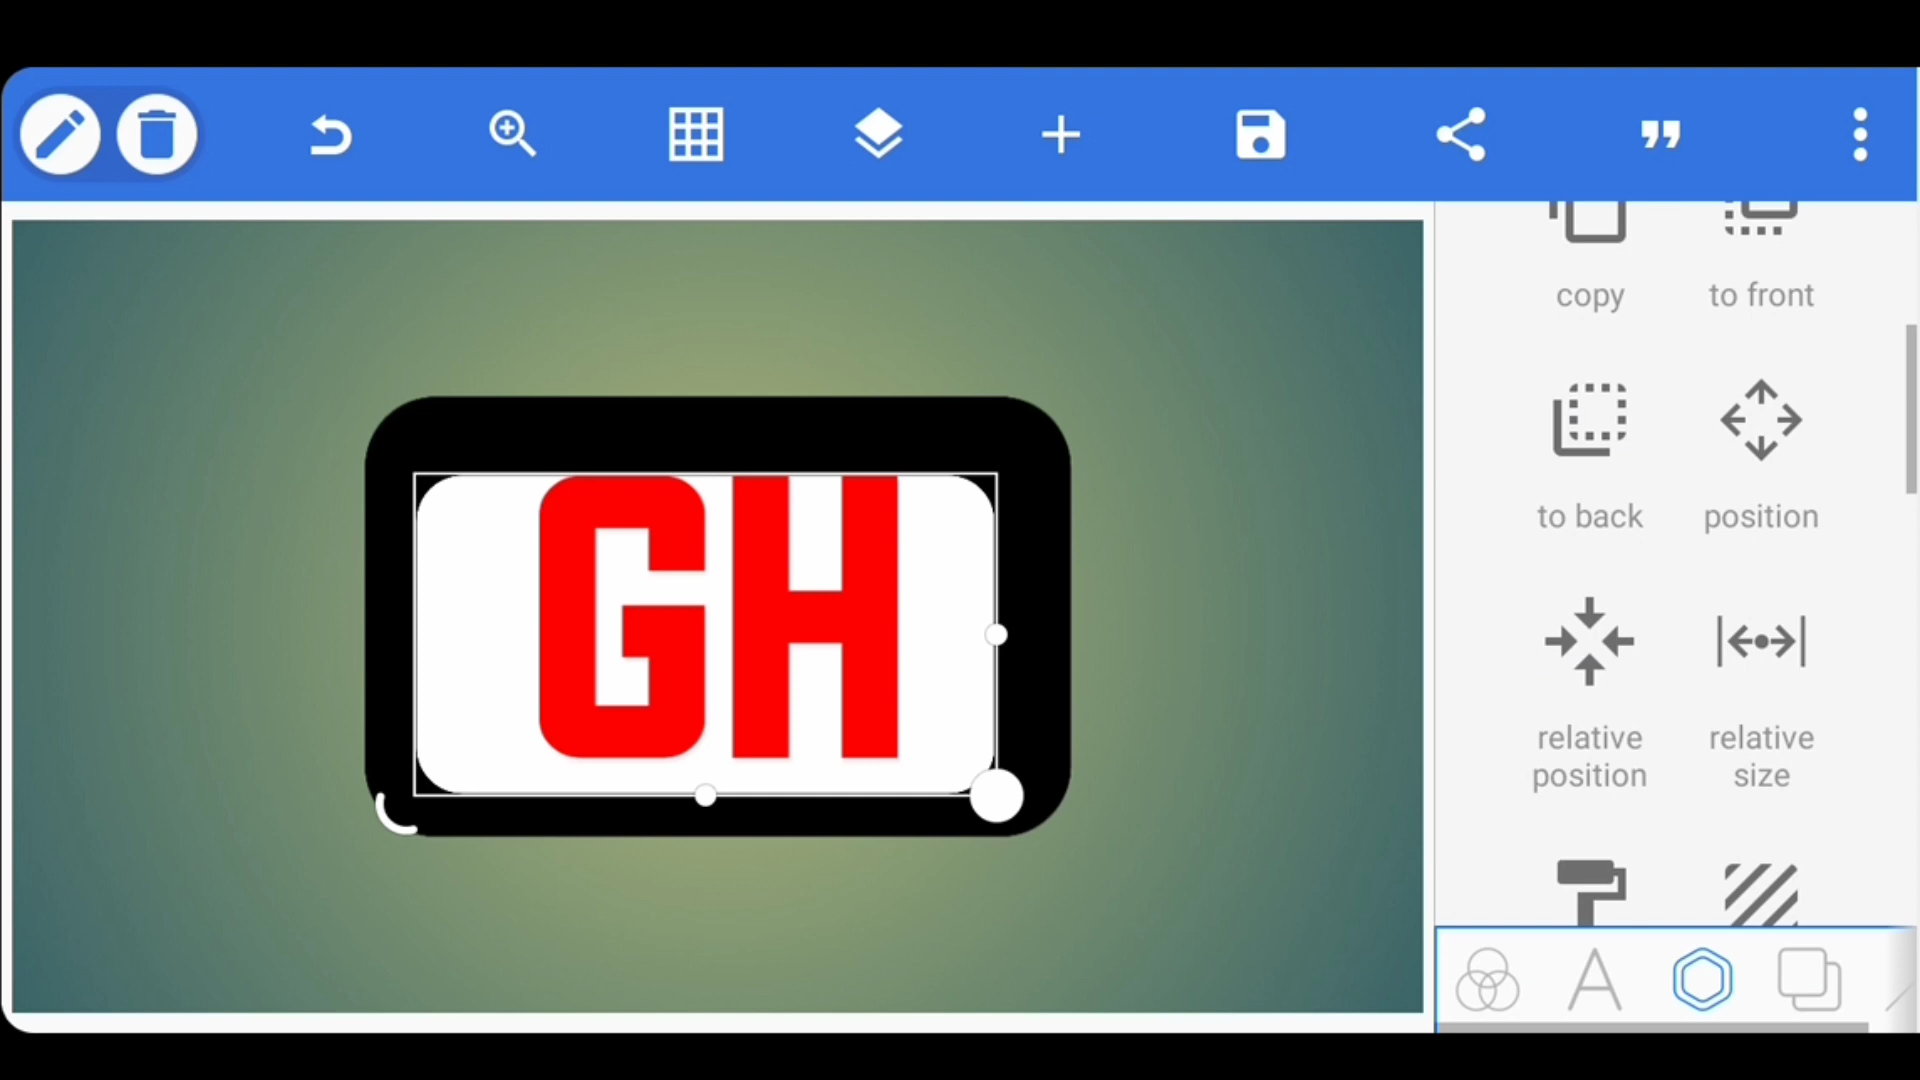 copy to front
GH
to back position
relative position
relative size